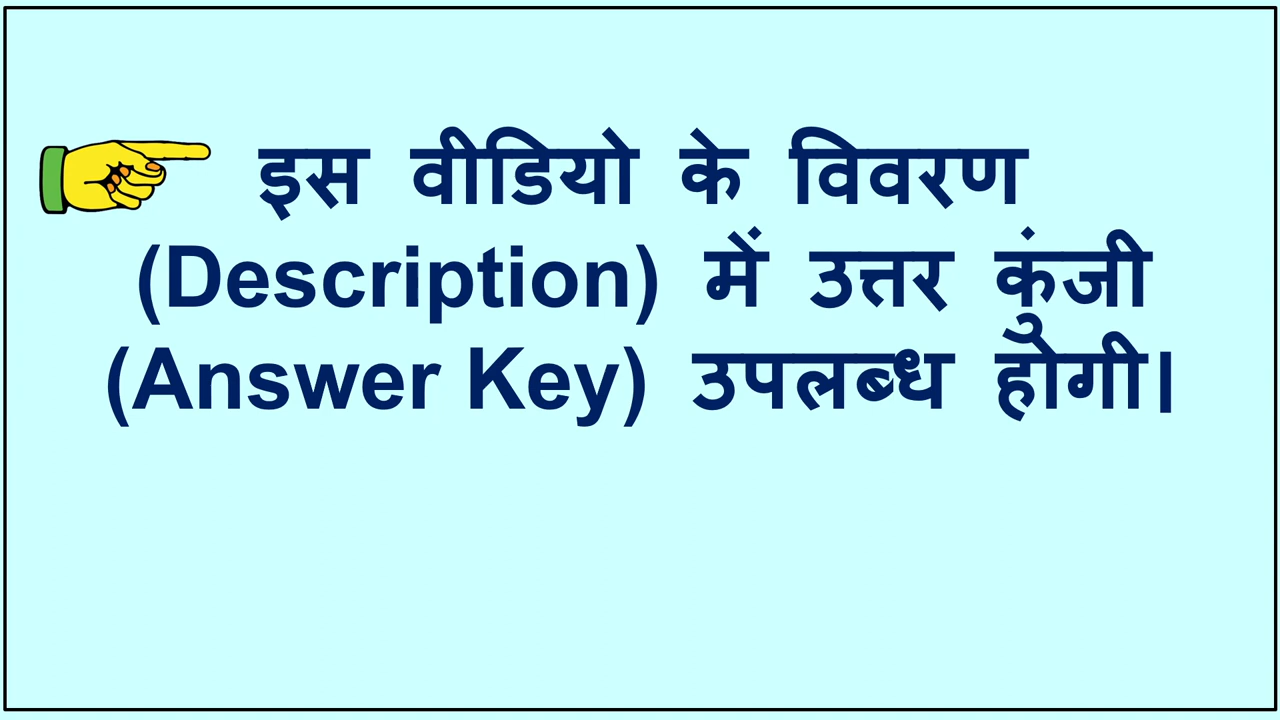 इस वीडियो के विवरण
(Description) में उत्तर कुंजी
(Answer Key) उपलब्ध होगी।